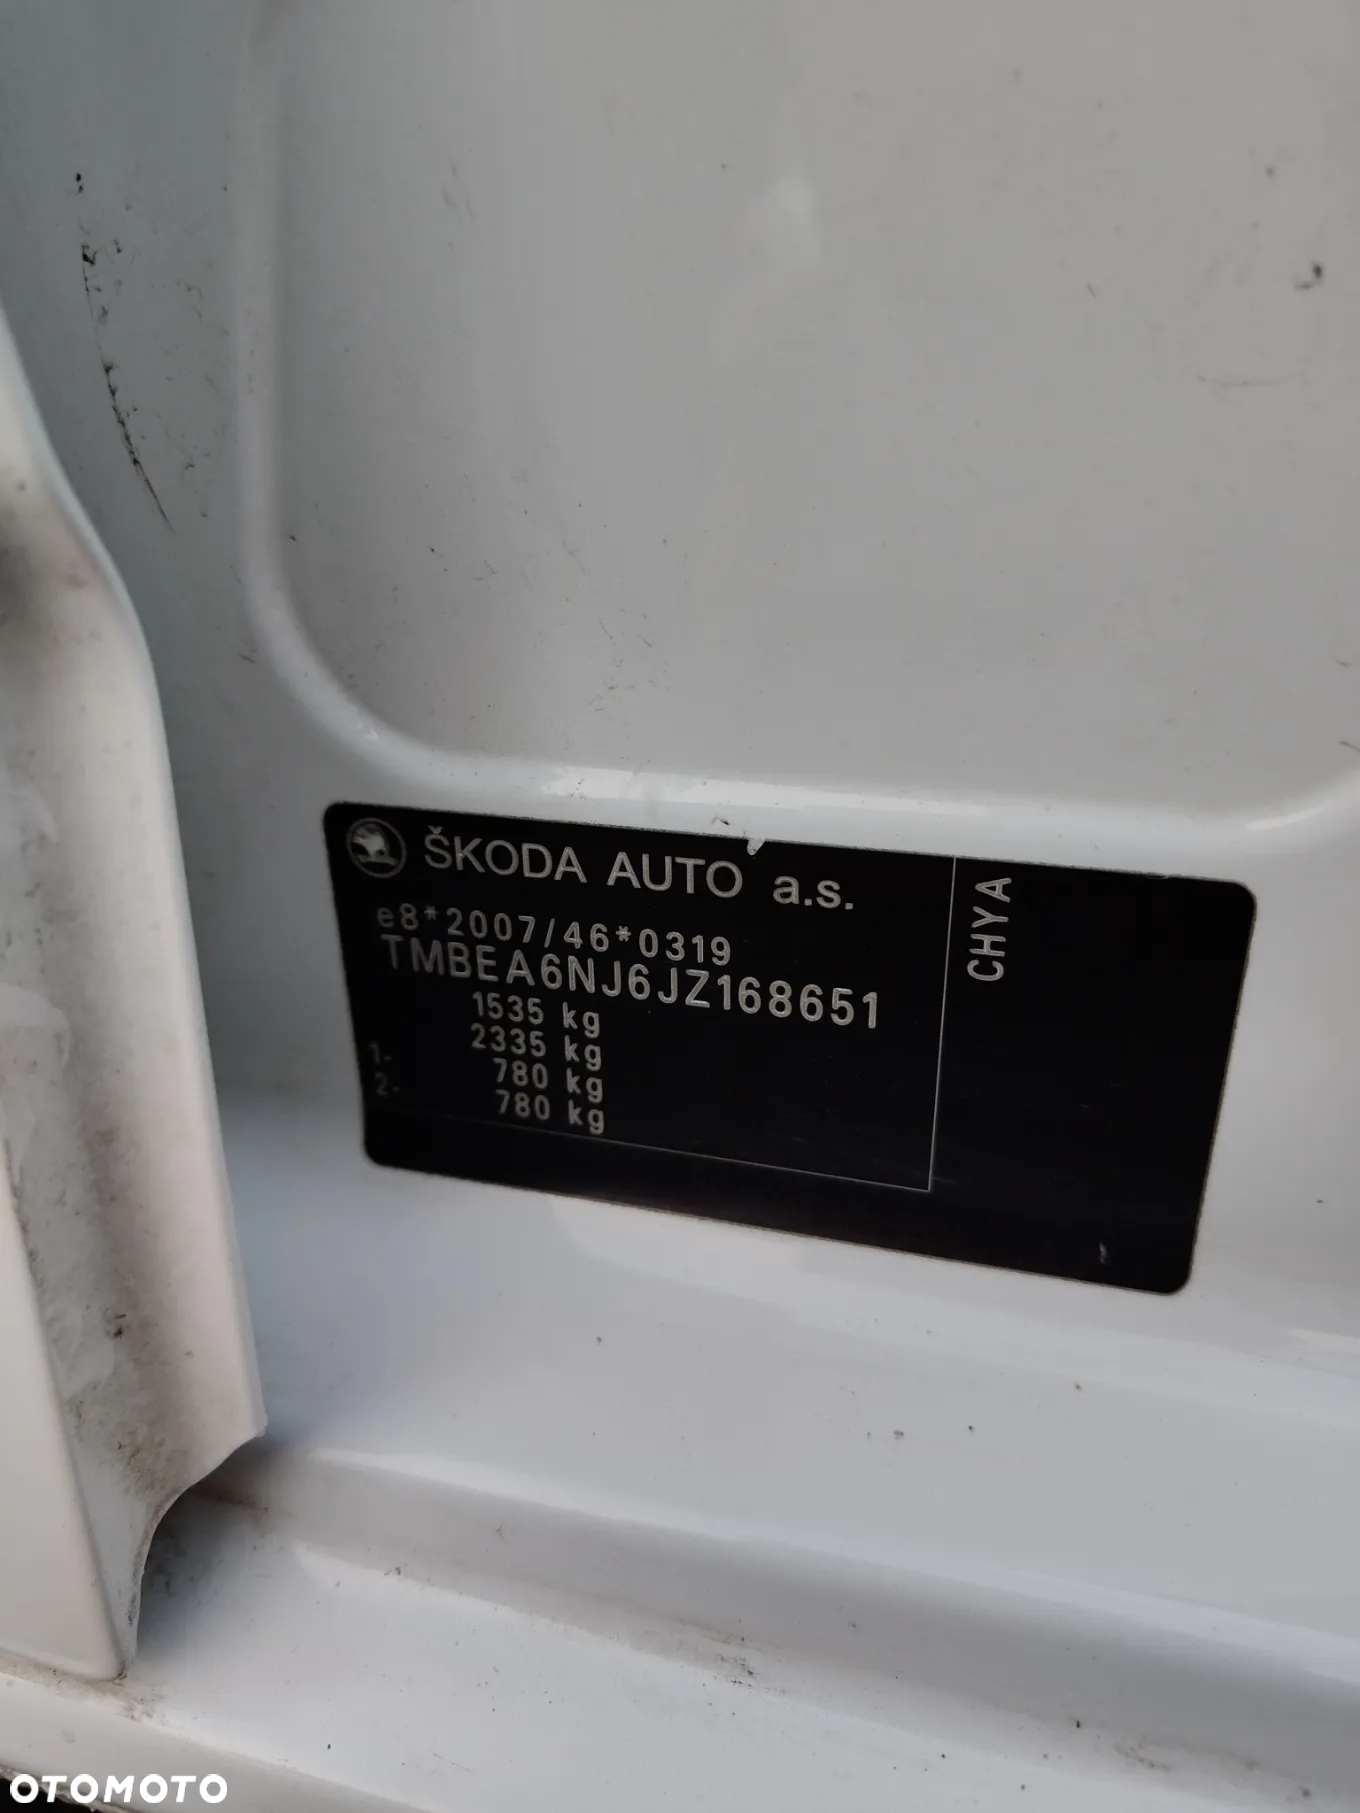 ŠKODA AUTO a.s.
e8*2007/46*0319
TMBEA6NJ6JZ168651
1535 kg
2335 kg
1- 780 kg
2- 780 kg
CHYA
OTOMOTO